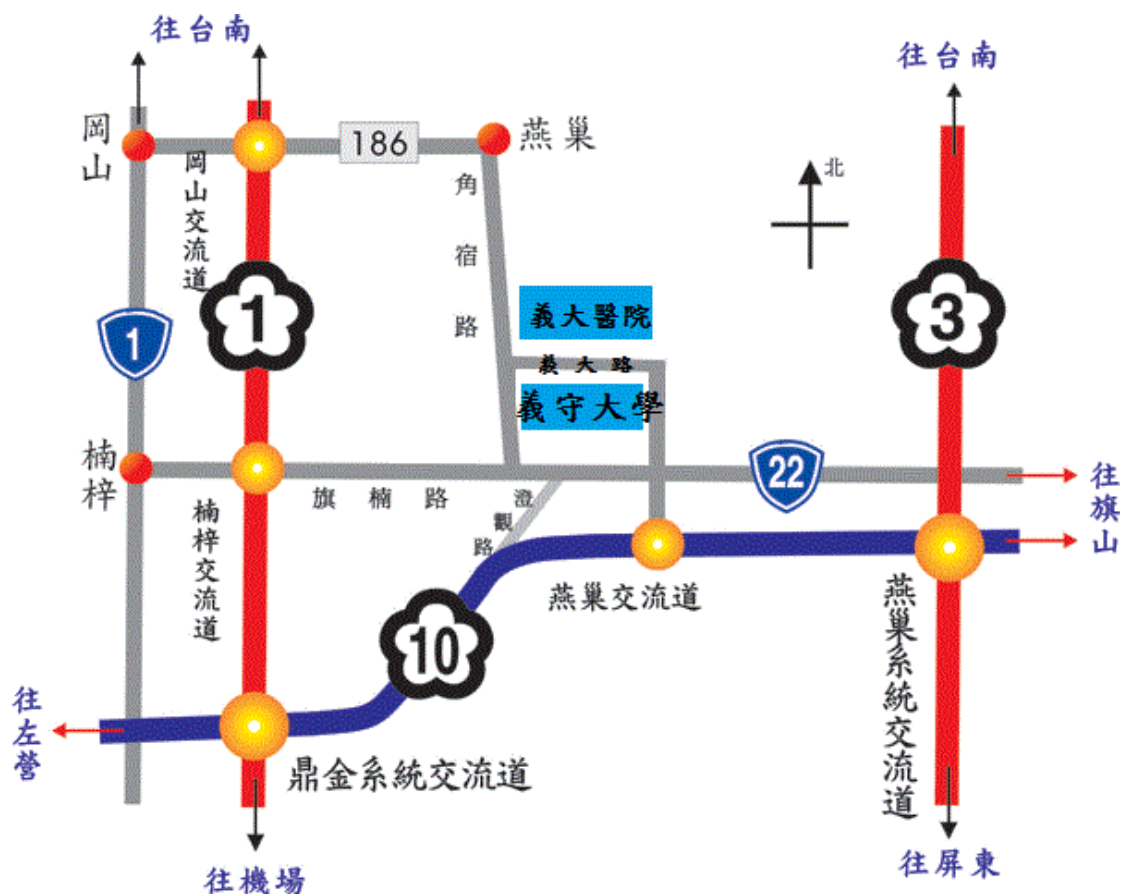 往台南
往台南
岡山
186
燕巢
北
岡山交流道
角宿路
1
1
3
義大醫院
義大路
義守大學
楠梓
22
往旗山
旗楠路
澄觀路
楠梓交流道
燕巢交流道
燕巢系統交流道
10
往左營
鼎金系統交流道
往機場
往屏東